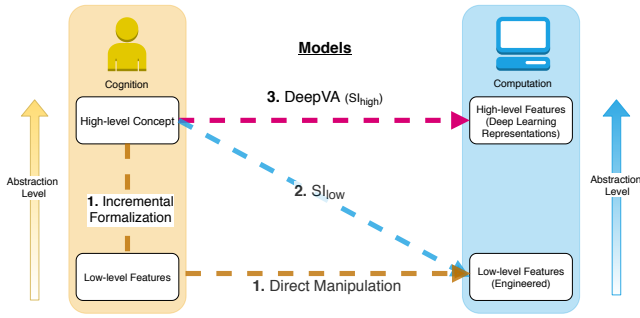 Models
Cognition
Computation
3. DeepVA (SIhigh)
High-level Concept
High-level Features
(Deep Learning
Representations)
Abstraction
Level
1. Incremental
Formalization
2. SIlow
Abstraction
Level
Low-level Features
1. Direct Manipulation
Low-level Features
(Engineered)